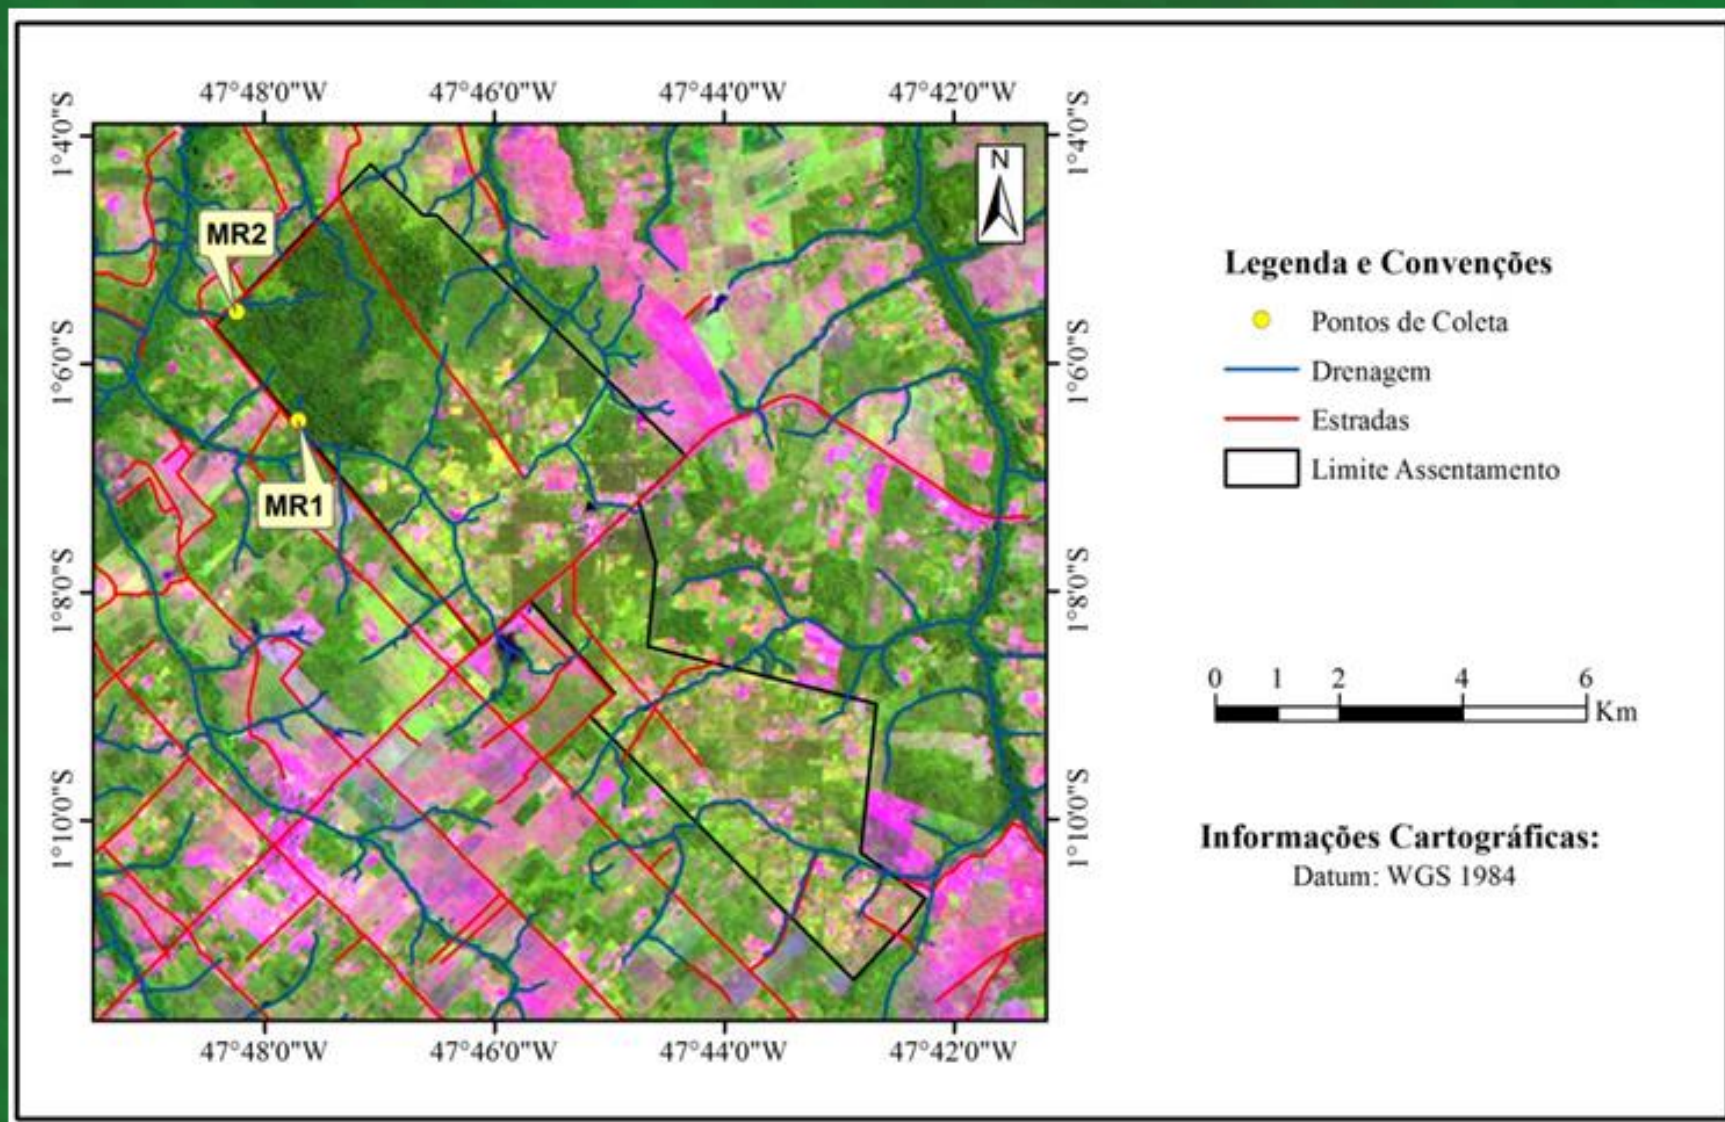 47°48'0"W 47°46'0"W 47°44'0"W 47°42'0"W
1°4'0"S
1°6'0"S
1°8'0"S
1°10'0"S
N
MR2
MR1
1°4'0"S
1°6'0"S
1°8'0"S
1°10'0"S
47°48'0"W 47°46'0"W 47°44'0"W 47°42'0"W
Legenda e Convenções
Pontos de Coleta
Drenagem
Estradas
Limite Assentamento
0 1 2 4 6
Km
Informações Cartográficas:
Datum: WGS 1984